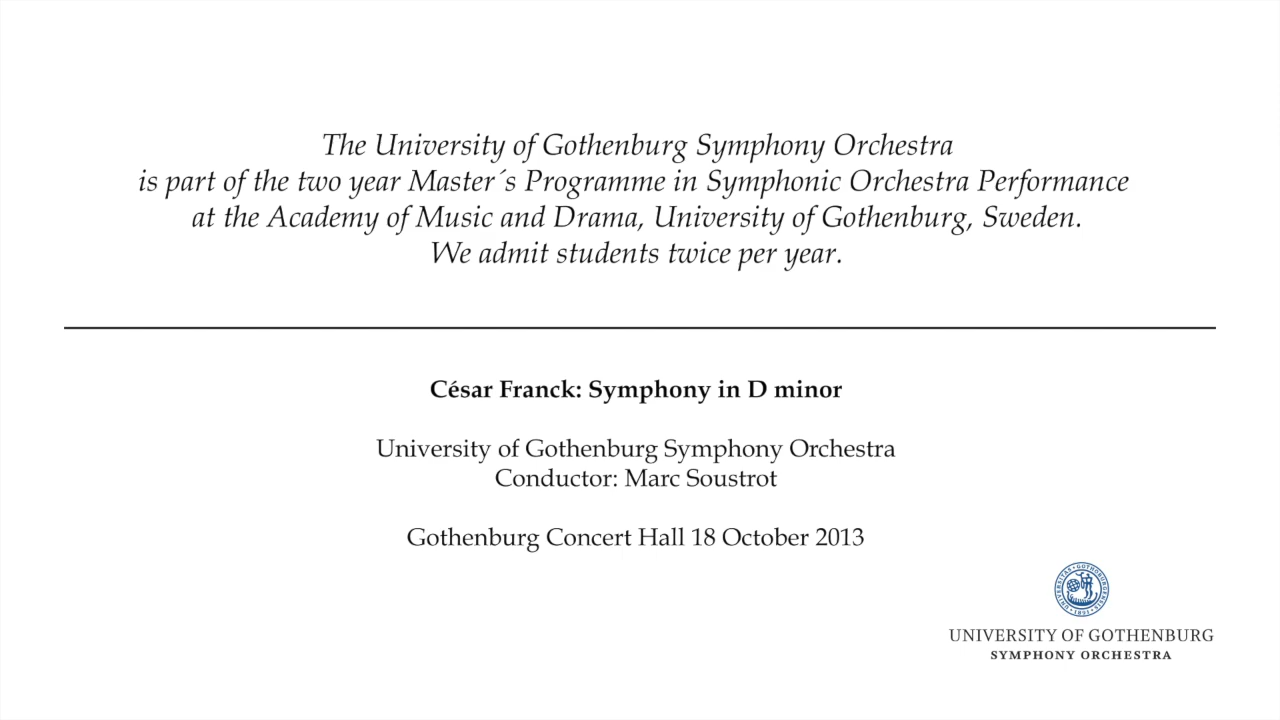 The University of Gothenburg Symphony Orchestra
is part of the two year Master´s Programme in Symphonic Orchestra Performance
at the Academy of Music and Drama, University of Gothenburg, Sweden.
We admit students twice per year.
César Franck: Symphony in D minor
University of Gothenburg Symphony Orchestra
Conductor: Marc Soustrot
Gothenburg Concert Hall 18 October 2013
UNIVERSITAS • GOTHOBURGENSIS • 1891
UNIVERSITY OF GOTHENBURG
SYMPHONY ORCHESTRA